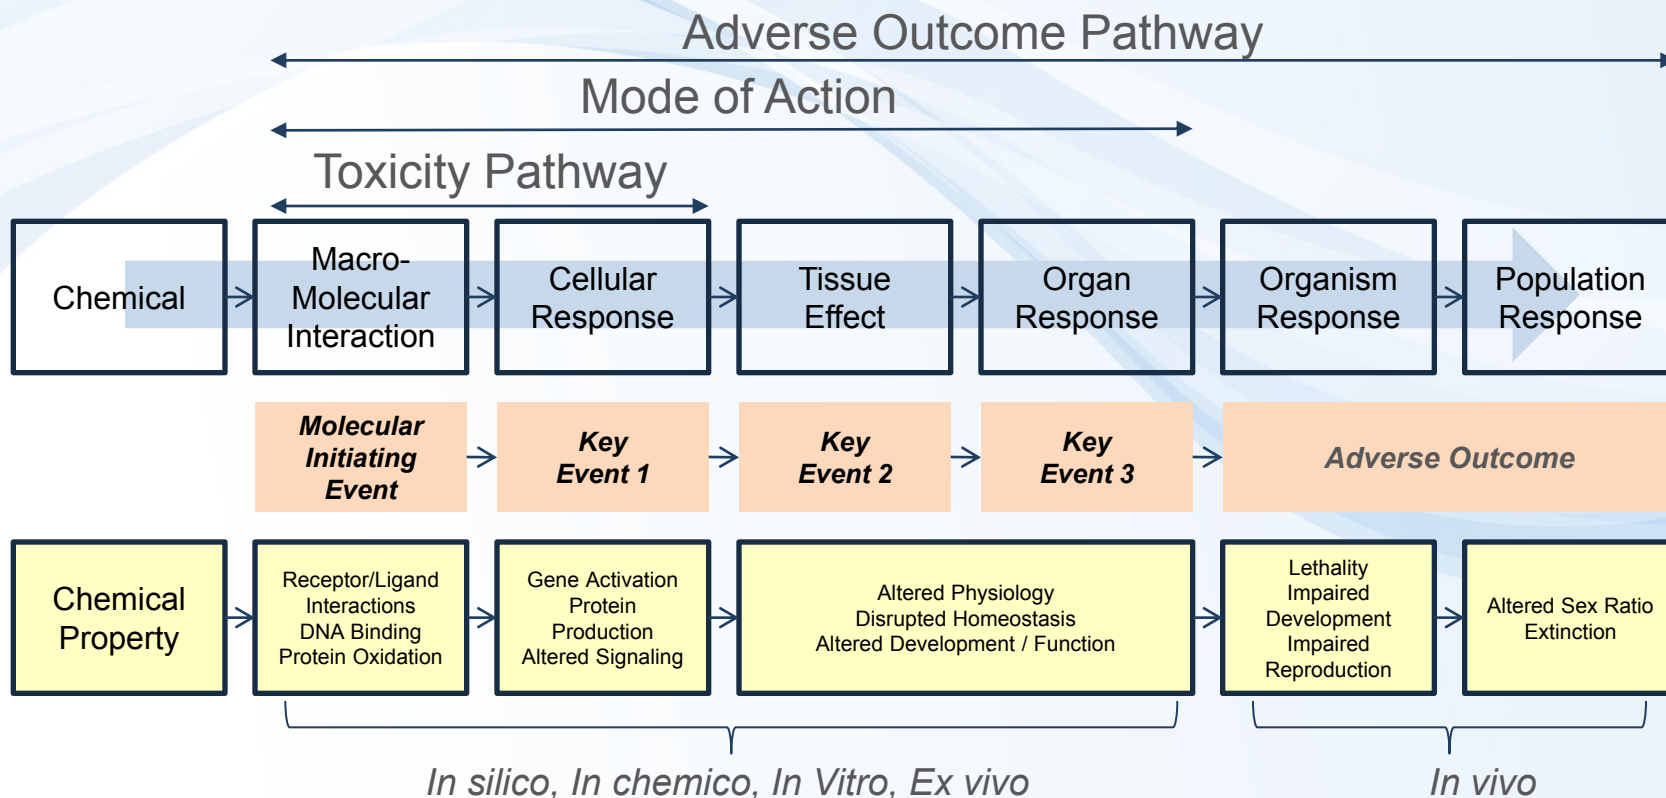 Adverse Outcome Pathway
Mode of Action
Toxicity Pathway
Chemical
Macro-
Molecular
Interaction
Cellular
Response
Tissue
Effect
Organ
Response
Organism
Response
Population
Response
Molecular
Initiating
Event
Key
Event 1
Key
Event 2
Key
Event 3
Adverse Outcome
Chemical
Property
Receptor/Ligand
Interactions
DNA Binding
Protein Oxidation
Gene Activation
Protein
Production
Altered Signaling
Altered Physiology
Disrupted Homeostasis
Altered Development / Function
Lethality
Impaired
Development
Impaired
Reproduction
Altered Sex Ratio
Extinction
In silico, In chemico, In Vitro, Ex vivo
In vivo